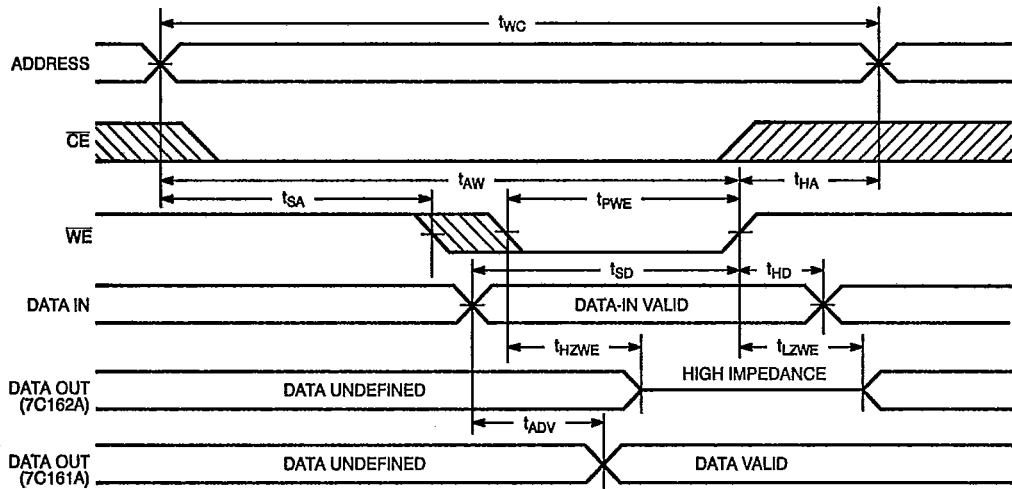 tWC
ADDRESS
CE
tAW
tHA
tSA
tPWE
WE
tSD
tHD
DATA IN
DATA-IN VALID
tHZWE
tLZWE
DATA OUT
(7C162A)
DATA UNDEFINED
HIGH IMPEDANCE
tADV
DATA OUT
(7C161A)
DATA UNDEFINED
DATA VALID